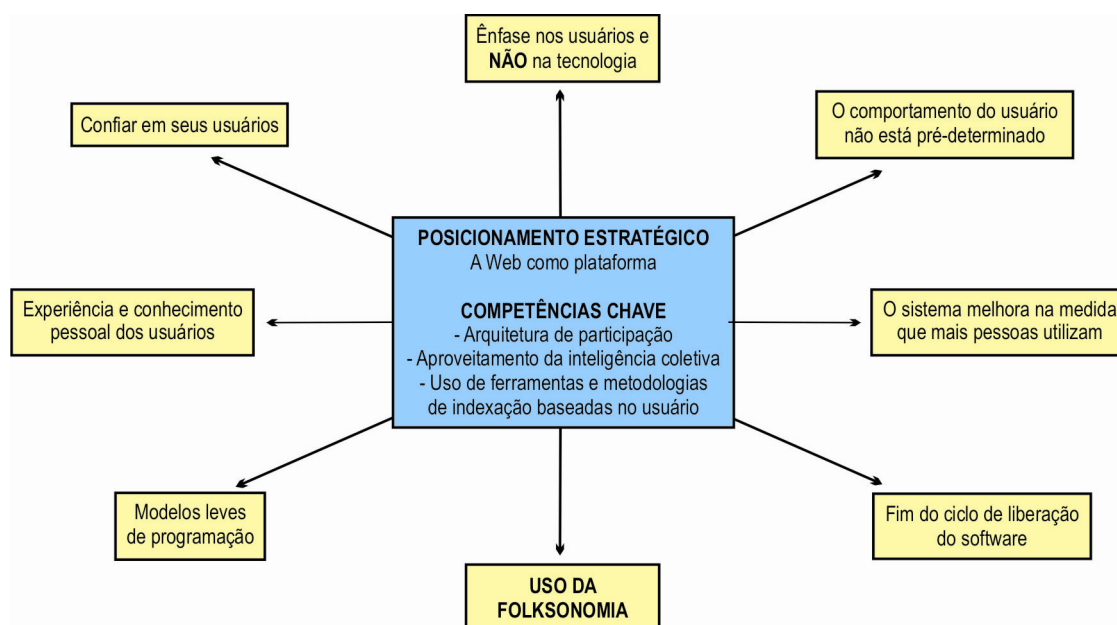 Ênfase nos usuários e
NÃO na tecnologia
Confiar em seus usuários
O comportamento do usuário
não está pré-determinado
POSICIONAMENTO ESTRATÉGICO
A Web como plataforma
COMPETÊNCIAS CHAVE
- Arquitetura de participação
- Aproveitamento da inteligência coletiva
- Uso de ferramentas e metodologias
de indexação baseadas no usuário
Experiência e conhecimento
pessoal dos usuários
O sistema melhora na medida
que mais pessoas utilizam
Modelos leves
de programação
Fim do ciclo de liberação
do software
USO DA
FOLKSONOMIA